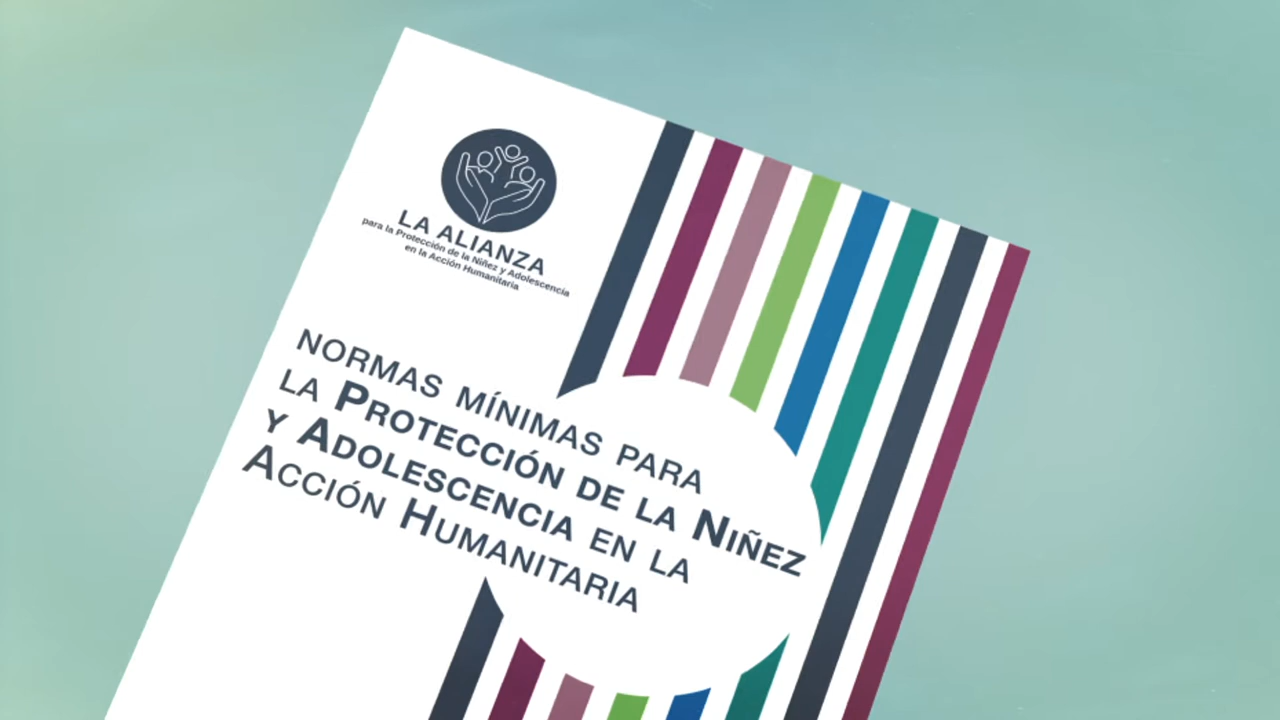 LA ALIANZA
para la Protección de la Niñez y Adolescencia
en la Acción Humanitaria
NORMAS MÍNIMAS PARA
LA PROTECCIÓN DE LA NIÑEZ
Y ADOLESCENCIA EN LA
ACCIÓN HUMANITARIA